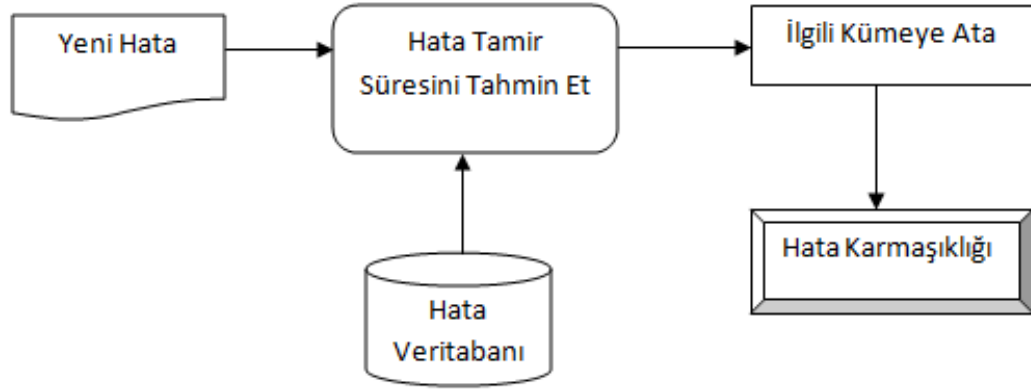 Yeni Hata
Hata Tamir
Süresini Tahmin Et
İlgili Kümeye Ata
Hata Karmaşıklığı
Hata
Veritabanı